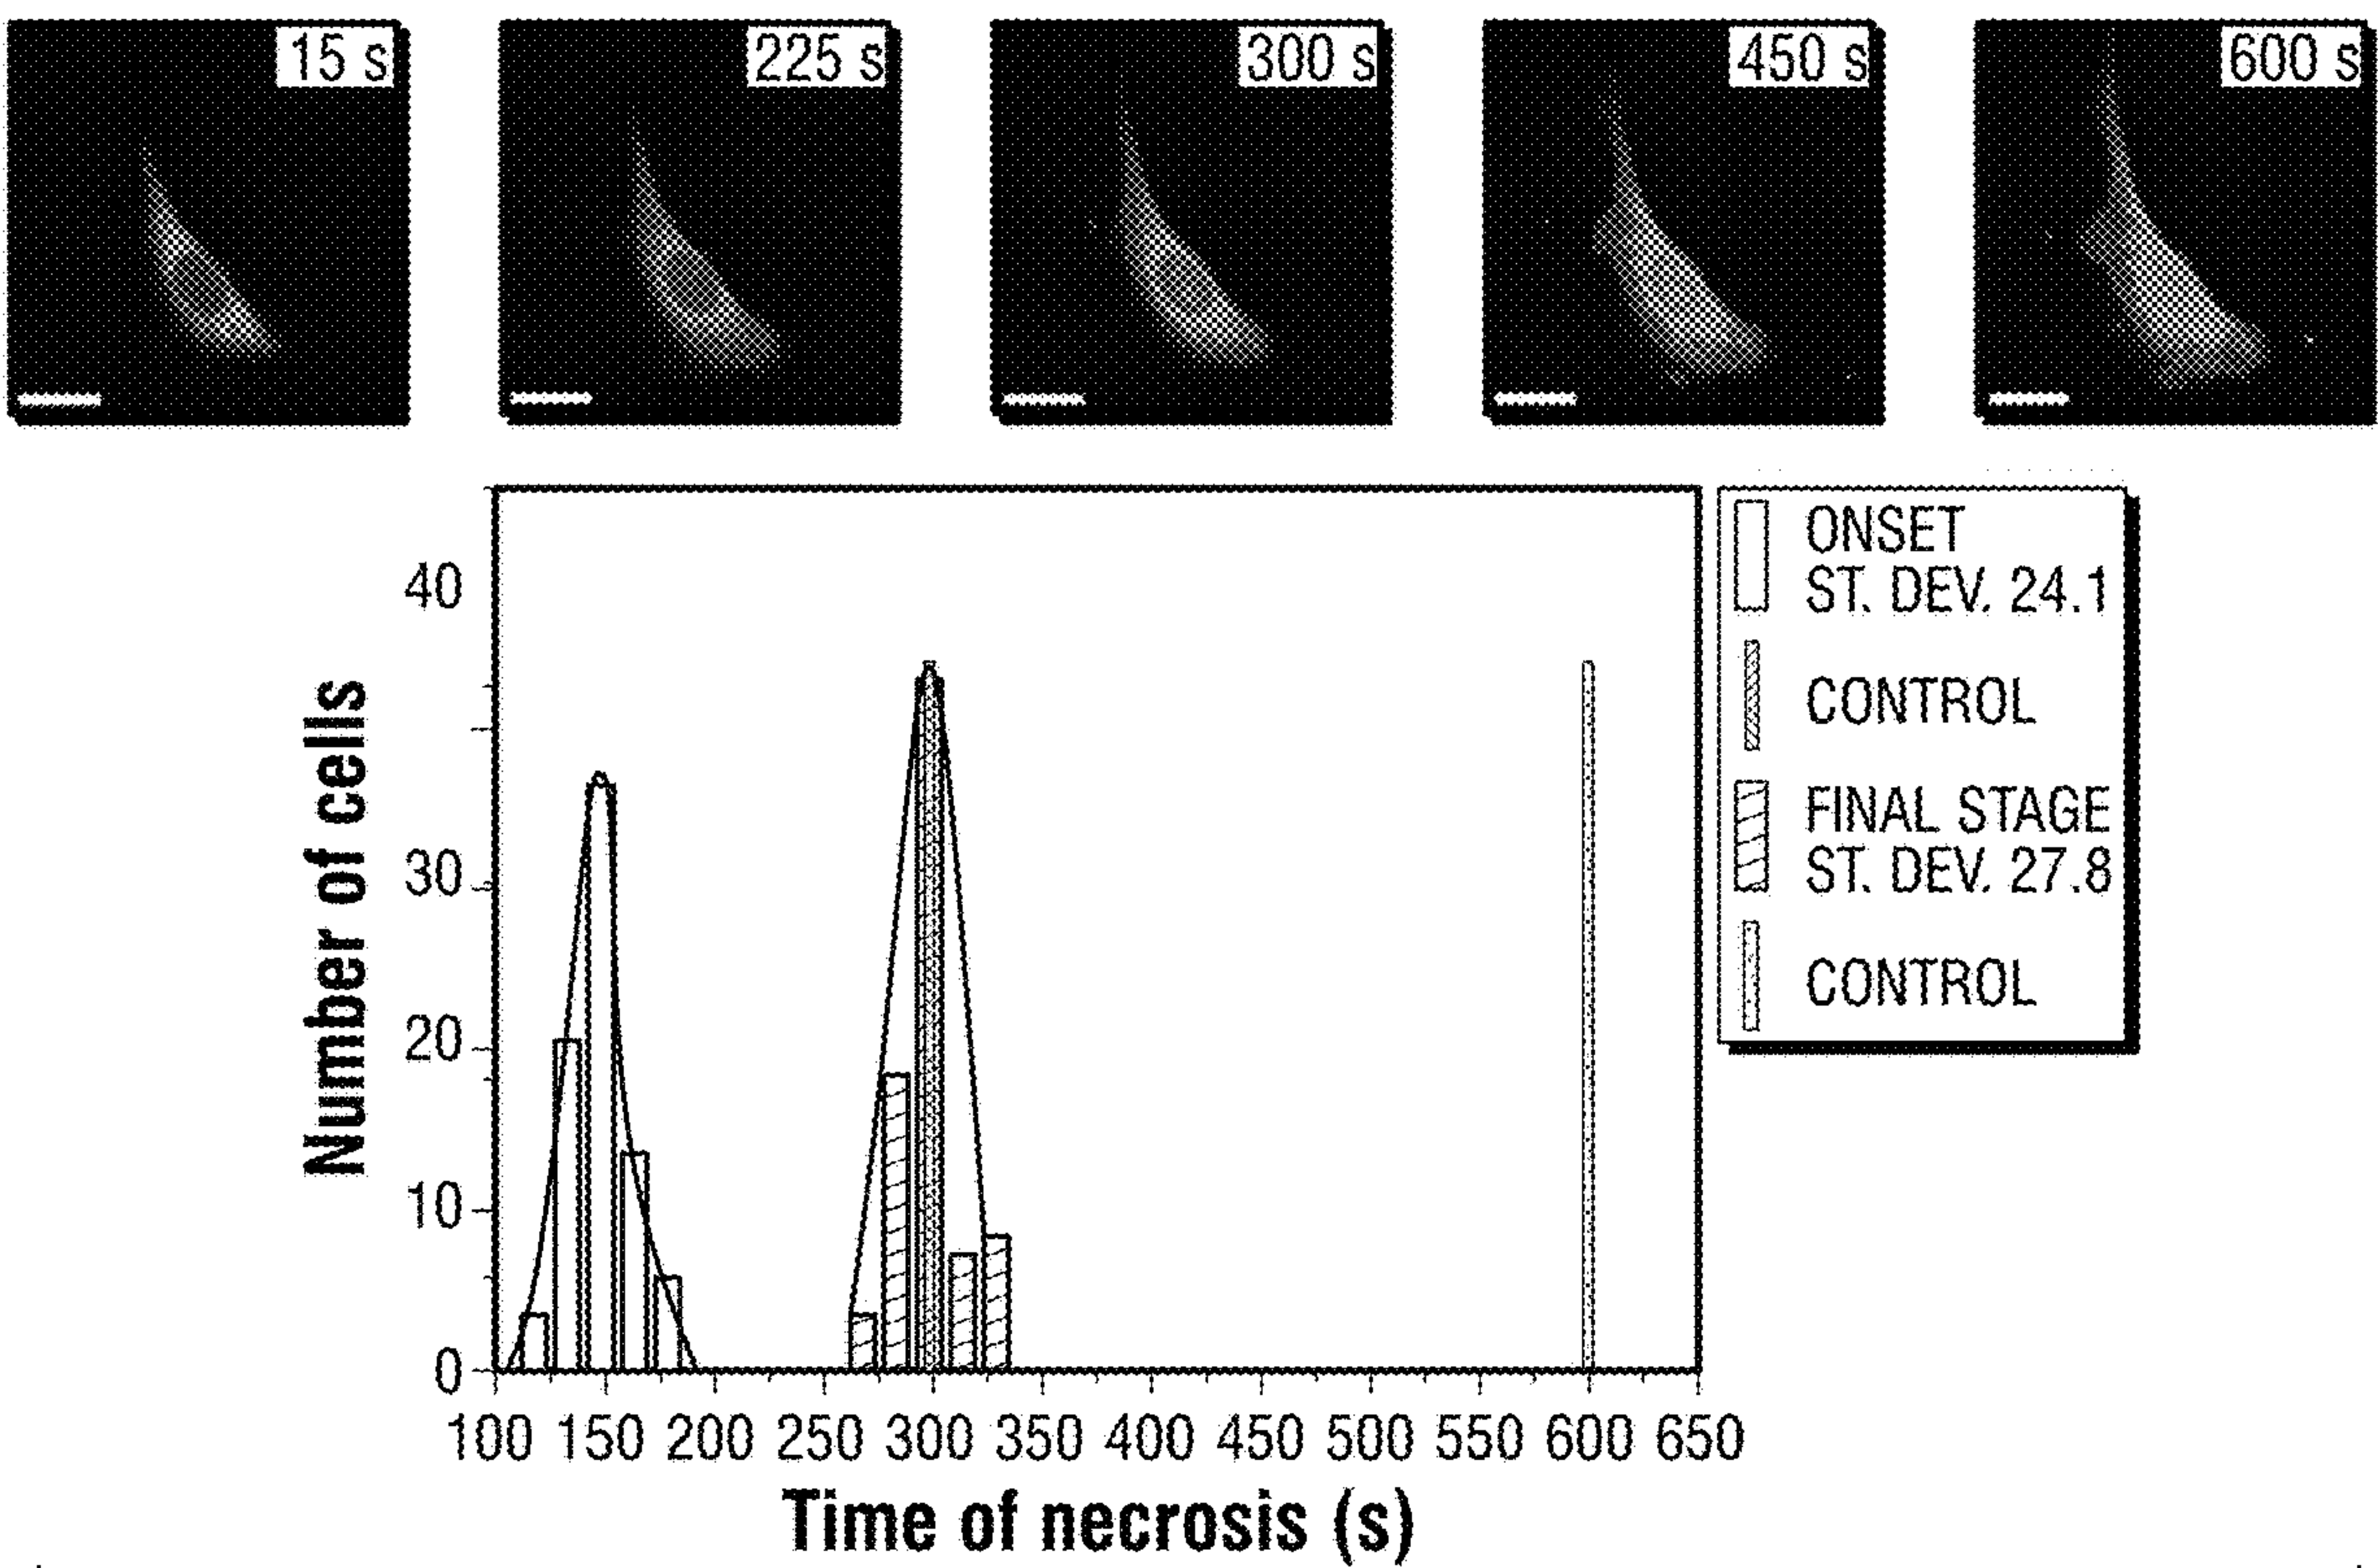 15 s
225 s
300 s
450 s
600 s
40
30
20
10
0
Number of cells
100 150 200 250 300 350 400 450 500 550 600 650
Time of necrosis (s)
ONSET
ST. DEV. 24.1
CONTROL
FINAL STAGE
ST. DEV. 27.8
CONTROL